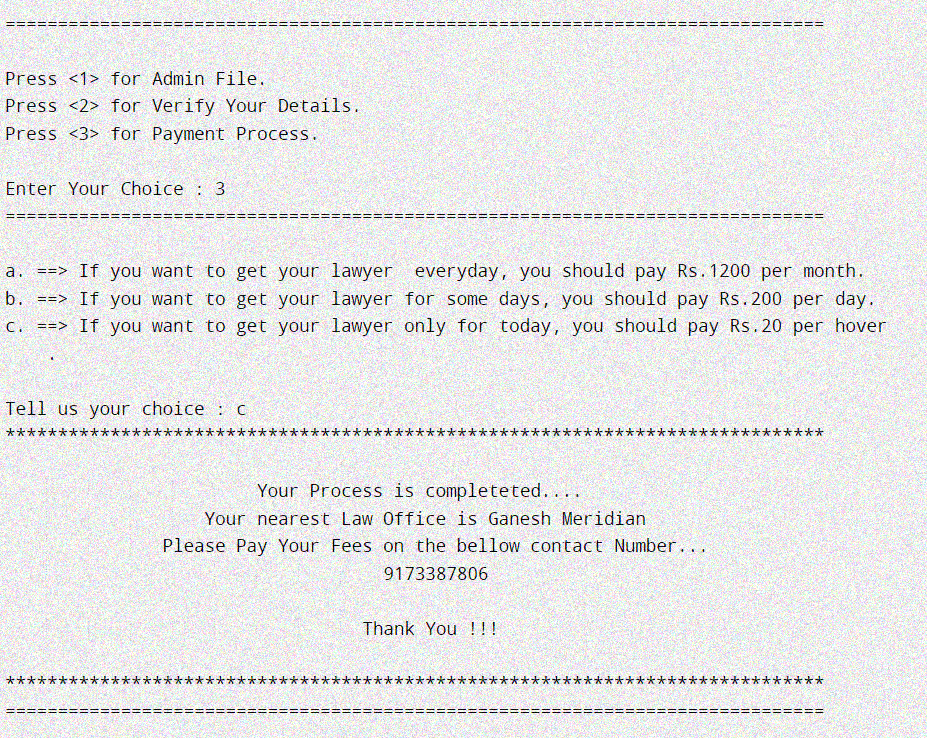 ==============================================================================
Press <1> for Admin File.
Press <2> for Verify Your Details.
Press <3> for Payment Process.
Enter Your Choice : 3
==============================================================================
a. ==> If you want to get your lawyer  everyday, you should pay Rs.1200 per month.
b. ==> If you want to get your lawyer for some days, you should pay Rs.200 per day.
c. ==> If you want to get your lawyer only for today, you should pay Rs.20 per hover
.
Tell us your choice : c
******************************************************************************
Your Process is completeted....
Your nearest Law Office is Ganesh Meridian
Please Pay Your Fees on the bellow contact Number...
9173387806
Thank You !!!
******************************************************************************
==============================================================================